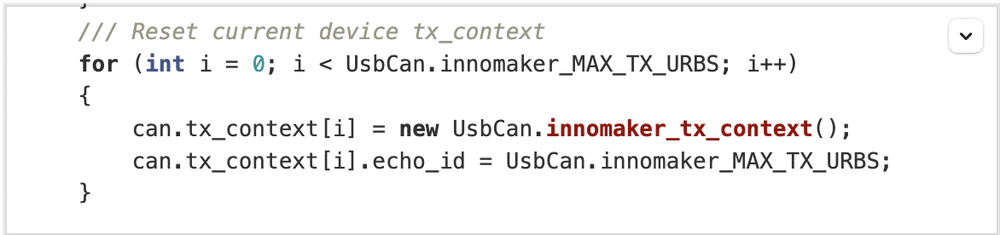 }
/// Reset current device tx_context
for (int i = 0; i < UsbCan.innomaker_MAX_TX_URBS; i++)
{
can.tx_context[i] = new UsbCan.innomaker_tx_context();
can.tx_context[i].echo_id = UsbCan.innomaker_MAX_TX_URBS;
}